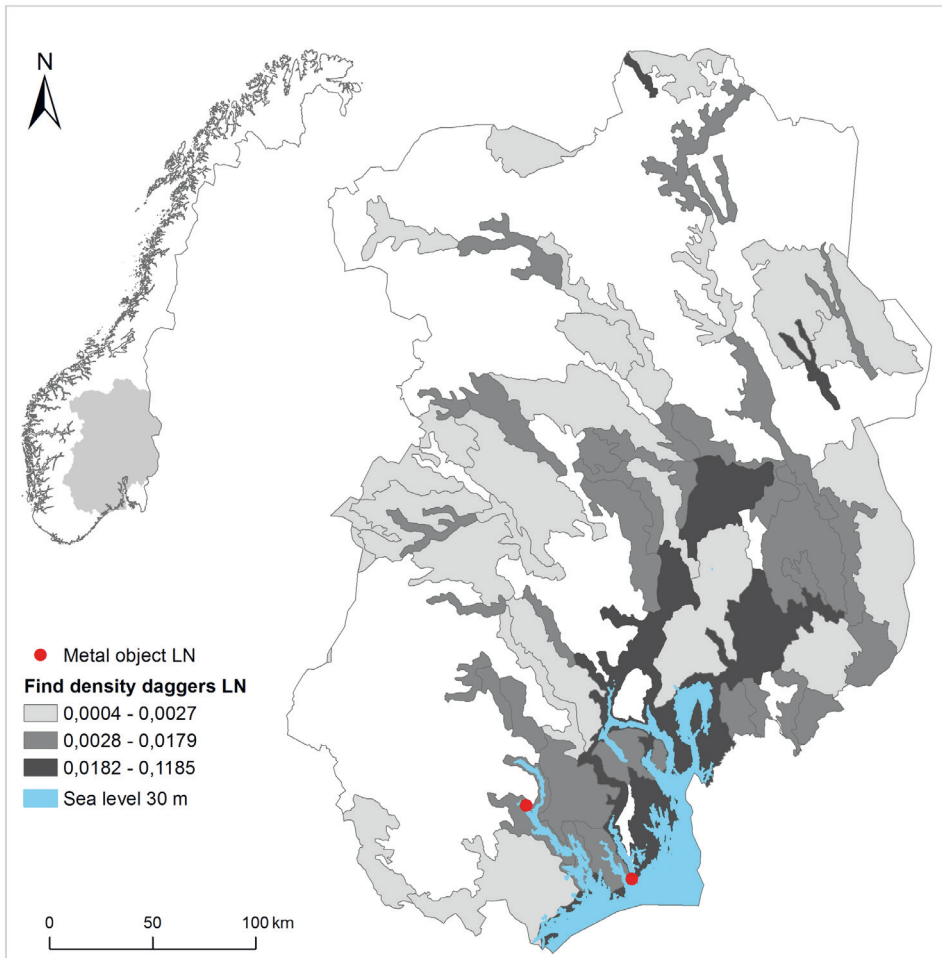 N
Metal object LN
Find density daggers LN
0,0004 - 0,0027
0,0028 - 0,0179
0,0182 - 0,1185
Sea level 30 m
0 50 100 km